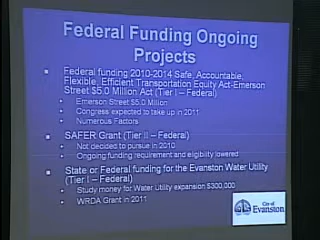 Federal Funding Ongoing
Projects
Federal funding 2010-2014 Safe, Accountable,
Flexible, Efficient Transportation Equity Act-Emerson
Street $5.0 Million Act (Tier I – Federal)
Emerson Street $5.0 Million
Congress expected to take up in 2011
Numerous Factors
SAFER Grant (Tier II – Federal)
Not decided to pursue in 2010
Ongoing funding requirement and eligibility lowered
State or Federal funding for the Evanston Water Utility
(Tier I – Federal)
Study money for Water Utility expansion $300,000
WRDA Grant in 2011
City of
Evanston